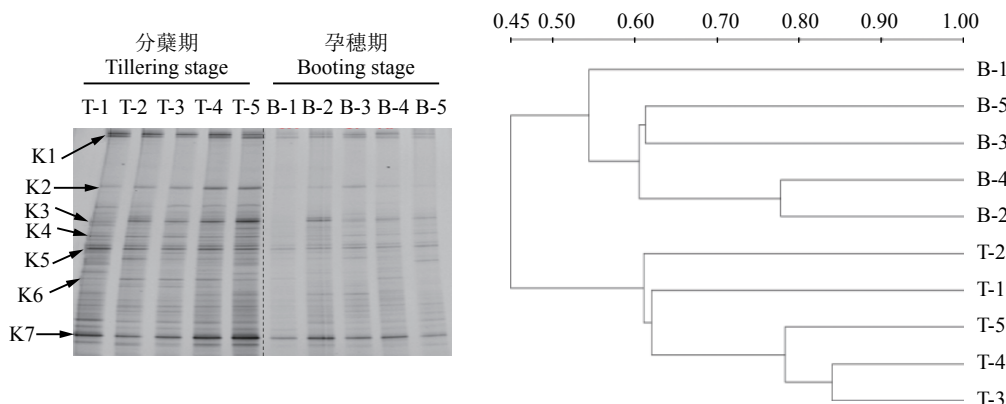 分蘖期
Tillering stage
孕穗期
Booting stage
T-1 T-2 T-3 T-4 T-5 B-1 B-2 B-3 B-4 B-5
K1
K2
K3
K4
K5
K6
K7
0.45 0.50 0.60 0.70 0.80 0.90 1.00
B-1
B-5
B-3
B-4
B-2
T-2
T-1
T-5
T-4
T-3